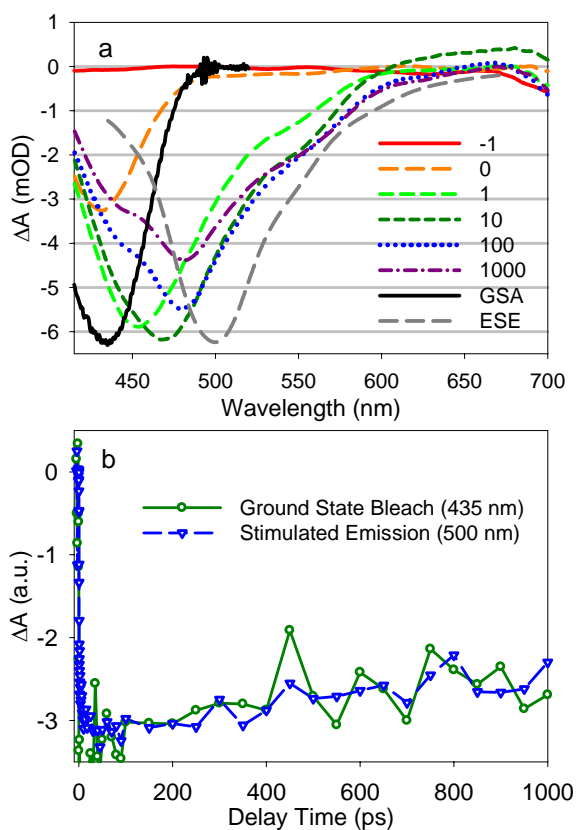 a
1
0
-1
-2
-3
-4
-5
-6
ΔA (mOD)
-1
0
1
10
100
1000
GSA
ESE
450 500 550 600 650 700
Wavelength (nm)
b
0
-1
-2
-3
ΔA (a.u.)
Ground State Bleach (435 nm)
Stimulated Emission (500 nm)
0 200 400 600 800 1000
Delay Time (ps)